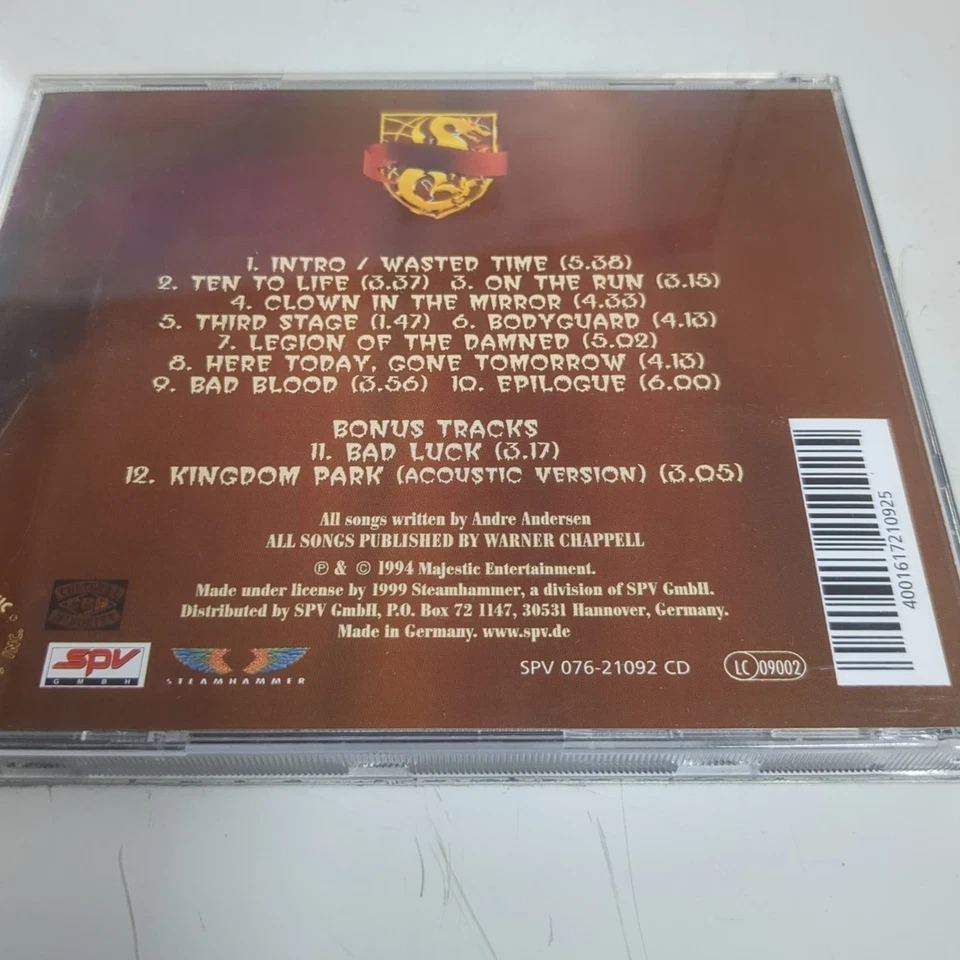 1. INTRO / WASTED TIME (5.38)
2. TEN TO LIFE (3.37) 3. ON THE RUN (3.15)
4. CLOWN IN THE MIRROR (4.33)
5. THIRD STAGE (1.47) 6. BODYGUARD (4.13)
7. LEGION OF THE DAMNED (5.02)
8. HERE TODAY, GONE TOMORROW (4.13)
9. BAD BLOOD (3.56) 10. EPILOGUE (6.00)
BONUS TRACKS
11. BAD LUCK (3.17)
12. KINGDOM PARK (ACOUSTIC VERSION) (3.05)
All songs written by Andre Andersen
ALL SONGS PUBLISHED BY WARNER CHAPPELL
℗ & © 1994 Majestic Entertainment.
Made under license by 1999 Steamhammer, a division of SPV GmbH.
Distributed by SPV GmbH, P.O. Box 72 1147, 30531 Hannover, Germany.
Made in Germany. www.spv.de
SPV
GMBH
STEAMHAMMER
SPV 076-21092 CD
LC 09002
4001617210925